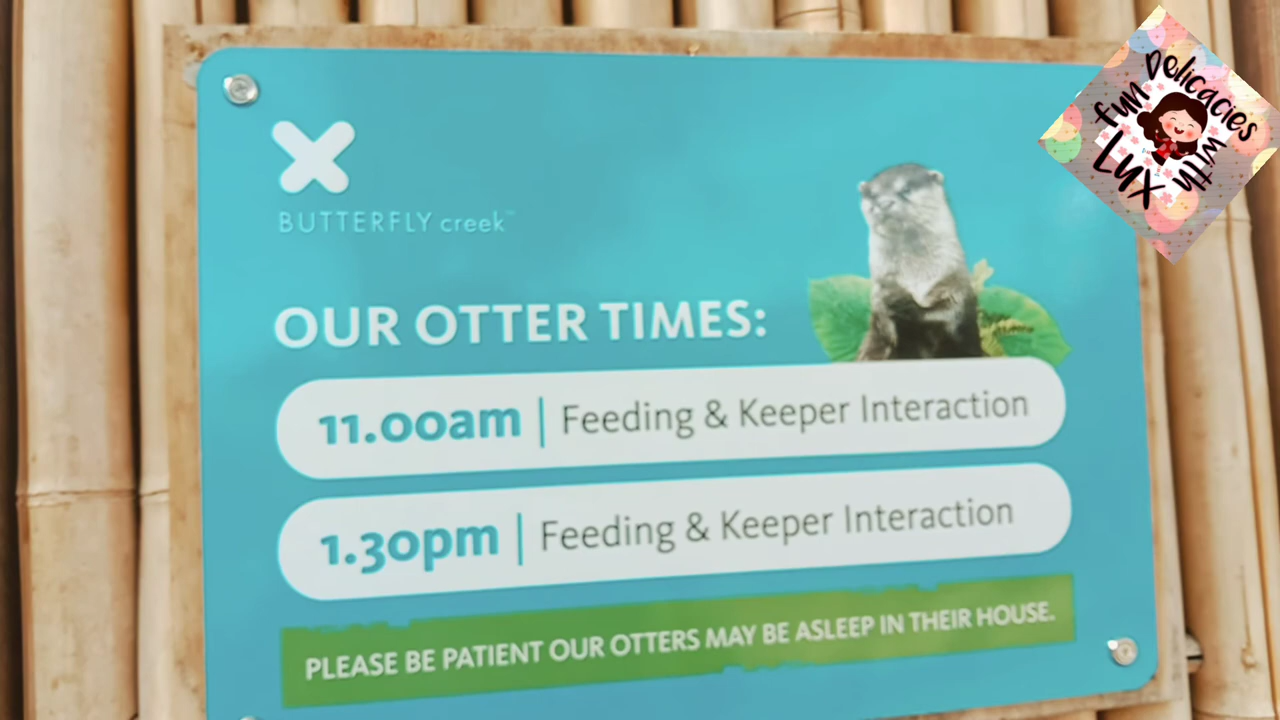 BUTTERFLY creek™
OUR OTTER TIMES:
11.00am | Feeding & Keeper Interaction
1.30pm | Feeding & Keeper Interaction
PLEASE BE PATIENT OUR OTTERS MAY BE ASLEEP IN THEIR HOUSE.
fun Delicacies with Lux